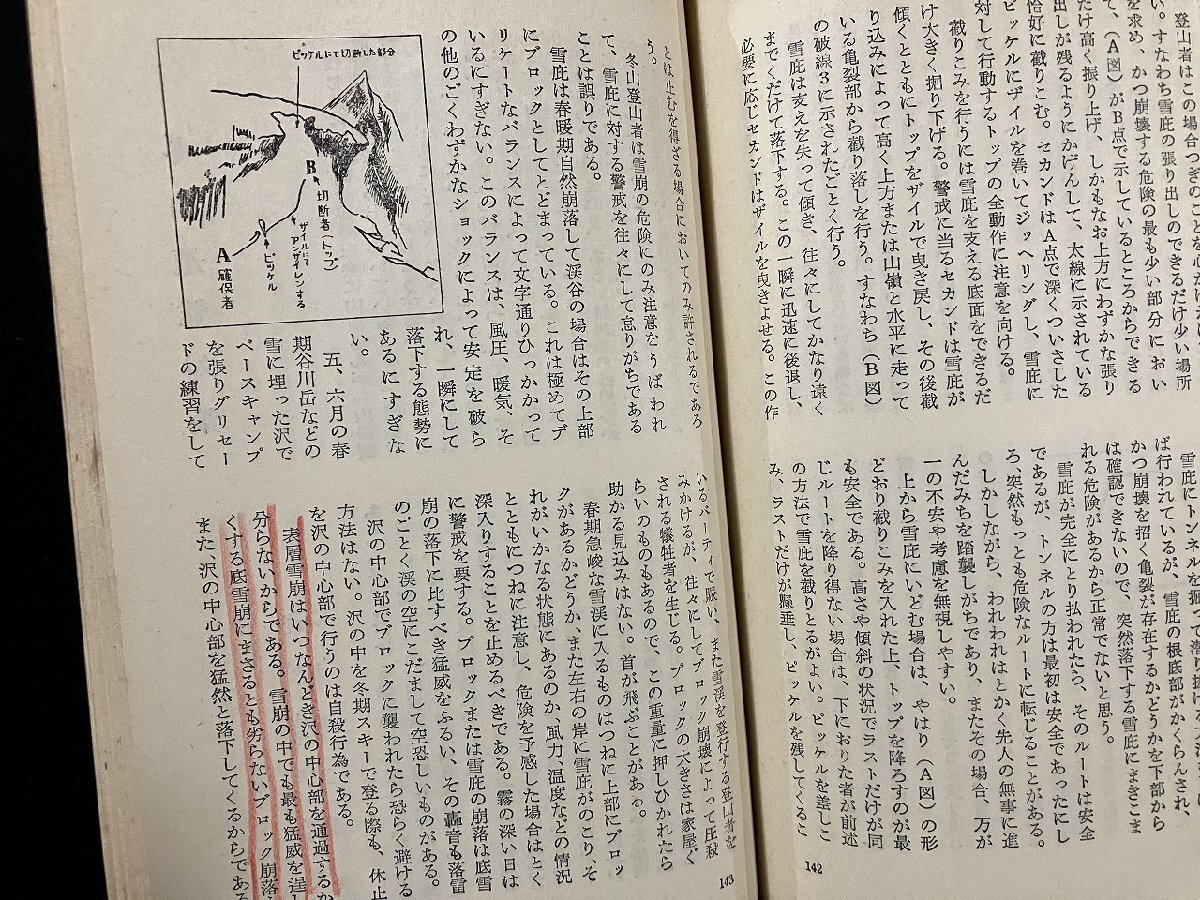 登山者はこの場合つぎの
い。すなわち雪庇の張り出しのできるだけ少い場所
を求め、かつ崩壊する危険の最も少い部分におい
て、(A図)がB点で示しているところからできる
だけ高く振り上げ、しかもなお上方にわずかな張り
出しが残るようにかげんして、太線に示されている
恰好に截りこむ。セカンドはA点で深くついさした
ピッケルにザイルを巻いてジッヘリングし、雪庇に
対して行動するトップの全動作に注意を向ける。
截りこみを行うには雪庇を支える底面をできるだ
け大きく掘り下げる。警戒に当るセカンドは雪庇が
傾くとともにトップをザイルで曳き戻し、その後截
り込みによって高く上方または山嶺と水平に走って
いる亀裂部から截り落しを行う。すなわち(B図)
の破線3に示されたごとく行う。
雪庇は支えを失って傾き、往々にしてかなり遠く
までくだけて落下する。この一瞬に迅速に後退し、
必要に応じセカンドはザイルを曳きよせる。この作
雪庇にトンネルを掘って
ば行われているが、雪庇の根底部がかくらんされ、
かつ崩壊を招く亀裂が存在するかどうかを下部から
は確認できないので、突然落下する雪庇にまきこま
れる危険があるから正常でないと思う。
雪庇が完全にとり払われたら、そのルートは安全
であるが、トンネルの方は最初は安全であったにし
ろ、突然もっとも危険なルートに転じることがある。
しかしながら、われわれはとかく先人の無事に進
んだみちを踏襲しがちであり、またその場合、万が
一の不安や考慮を無視しやすい。
上から雪庇にいどむ場合は、やはり(A図)の形
どおり截りこみを入れた上、トップを降ろすのが最
も安全である。高さや傾斜の状況でラストだけが同
じルートを降り得ない場合は、下におりた者が前述
の方法で雪庇を截りとるがよい。ピッケルを差しこ
み、ラストだけが懸垂し、ピッケルを残してくるこ
142
とは止むを得ざる場合においてのみ許されるであろ
う。
冬山登山者は雪崩の危険にのみ注意をうばわれ
て、雪庇に対する警戒を往々にして怠りがちである
ことは誤りである。
雪庇は春暖期自然崩落して渓谷の場合はその上部
にブロックとしてとどまっている。これは極めてデ
リケートなバランスによって文字通りひっかかって
いるにすぎない。このバランスは、風圧、暖気、そ
の他のごくわずかなショックによって安定を破ら
れ、一瞬にして
落下する態勢に
あるにすぎな
い。
五、六月の春
期谷川岳などの
雪に埋った沢で
ベースキャンプ
を張りグリセー
ドの練習をして
ピッケルにて切断した部分
B
切断者(トップ)
ザイルにて
アンザイレンする
ピッケル
A 確保者
いるパーティで賑い、また雪渓を登行する登山者を
みかけるが、往々にしてブロック崩壊によって圧殺
される犠牲者を生じる。ブロックの大きさは家屋ぐ
らいのものもあるので、この重量に押しひかれたら
助かる見込みはない。首が飛ぶことがある。
春期急峻な雪渓に入るものはつねに上部にブロッ
クがあるかどうか、また左右の岸に雪庇がのこり、そ
れがいかなる状態にあるのか、風力、温度などの情況
とともにつねに注意し、危険を予感した場合はとく
深入りすることを止めるべきである。霧の深い日は
に警戒を要する。ブロックまたは雪庇の崩落は底雪
崩の落下に比すべき猛威をふるい、その轟音も落雷
のごとく渓の空にこだまして空恐しいものがある。
沢の中心部でブロックに襲われたら恐らく避ける
方法はない。沢の中を冬期スキーで登る際も、休止
を沢の中心部で行うのは自殺行為である。
表層雪崩はいつなんどき沢の中心部を通過するか
分らないからである。雪崩の中でも最も猛威を逞し
くする底雪崩にまさるとも劣らないブロック崩落
また、沢の中心部を猛然と落下してくるからである
143